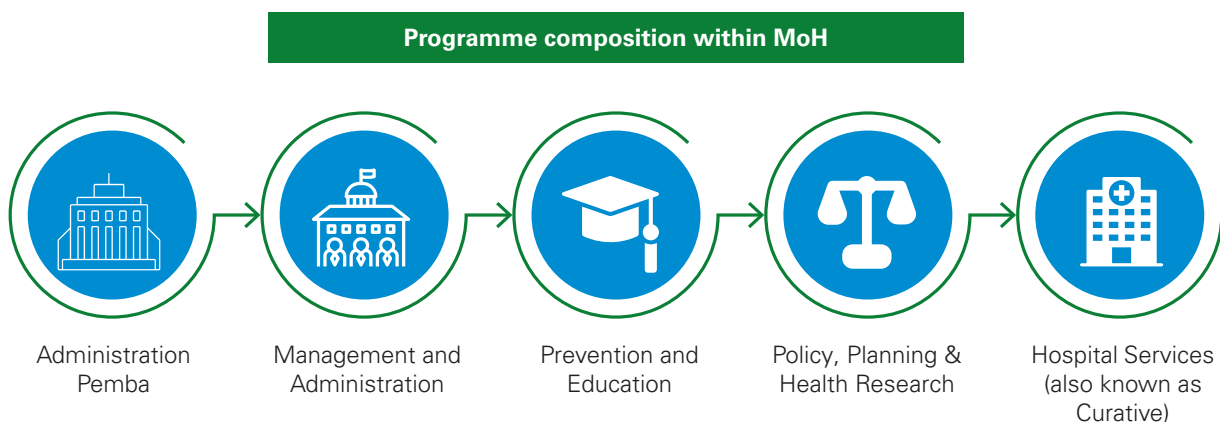 Programme composition within MoH
Administration
Pemba
Management and
Administration
Prevention and
Education
Policy, Planning &
Health Research
Hospital Services
(also known as
Curative)